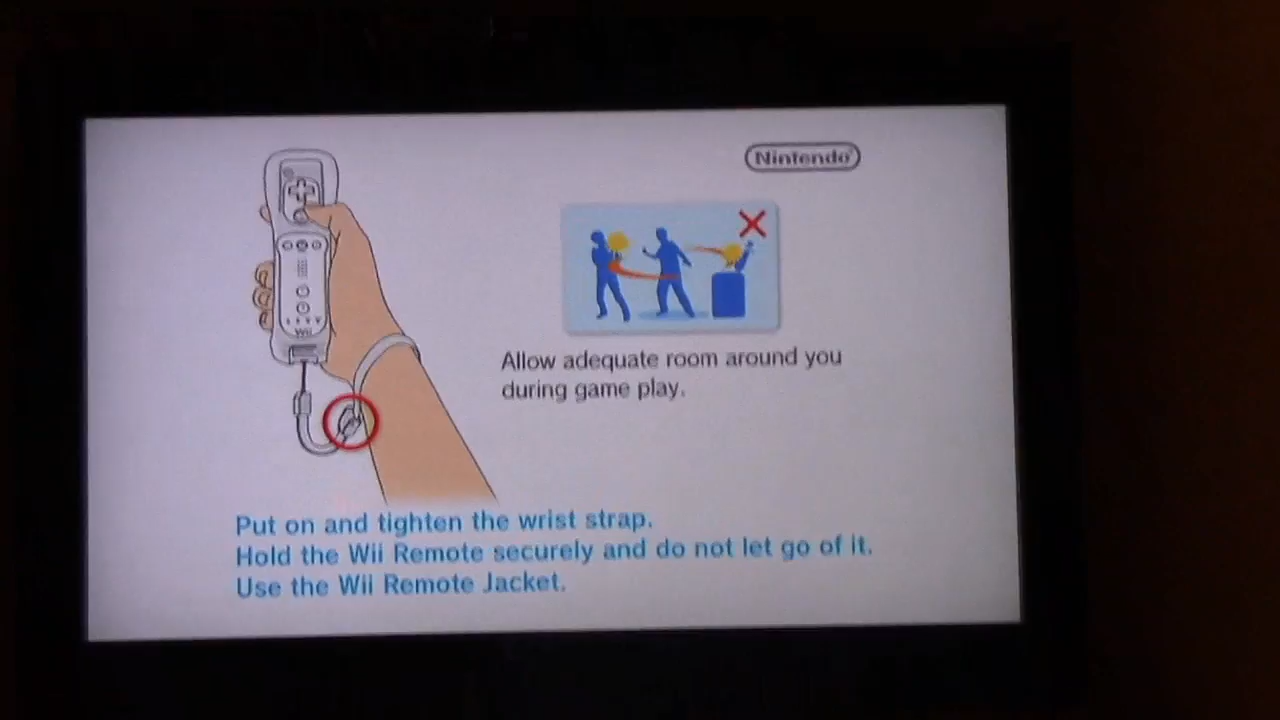 Nintendo
Wii
Allow adequate room around you
during game play.
Put on and tighten the wrist strap.
Hold the Wii Remote securely and do not let go of it.
Use the Wii Remote Jacket.